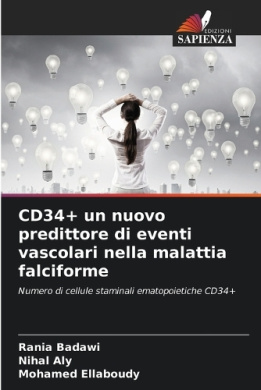 EDIZIONI
SAPIENZA
CD34+ un nuovo
predittore di eventi
vascolari nella malattia
falciforme
Numero di cellule staminali ematopoietiche CD34+
Rania Badawi
Nihal Aly
Mohamed Ellaboudy